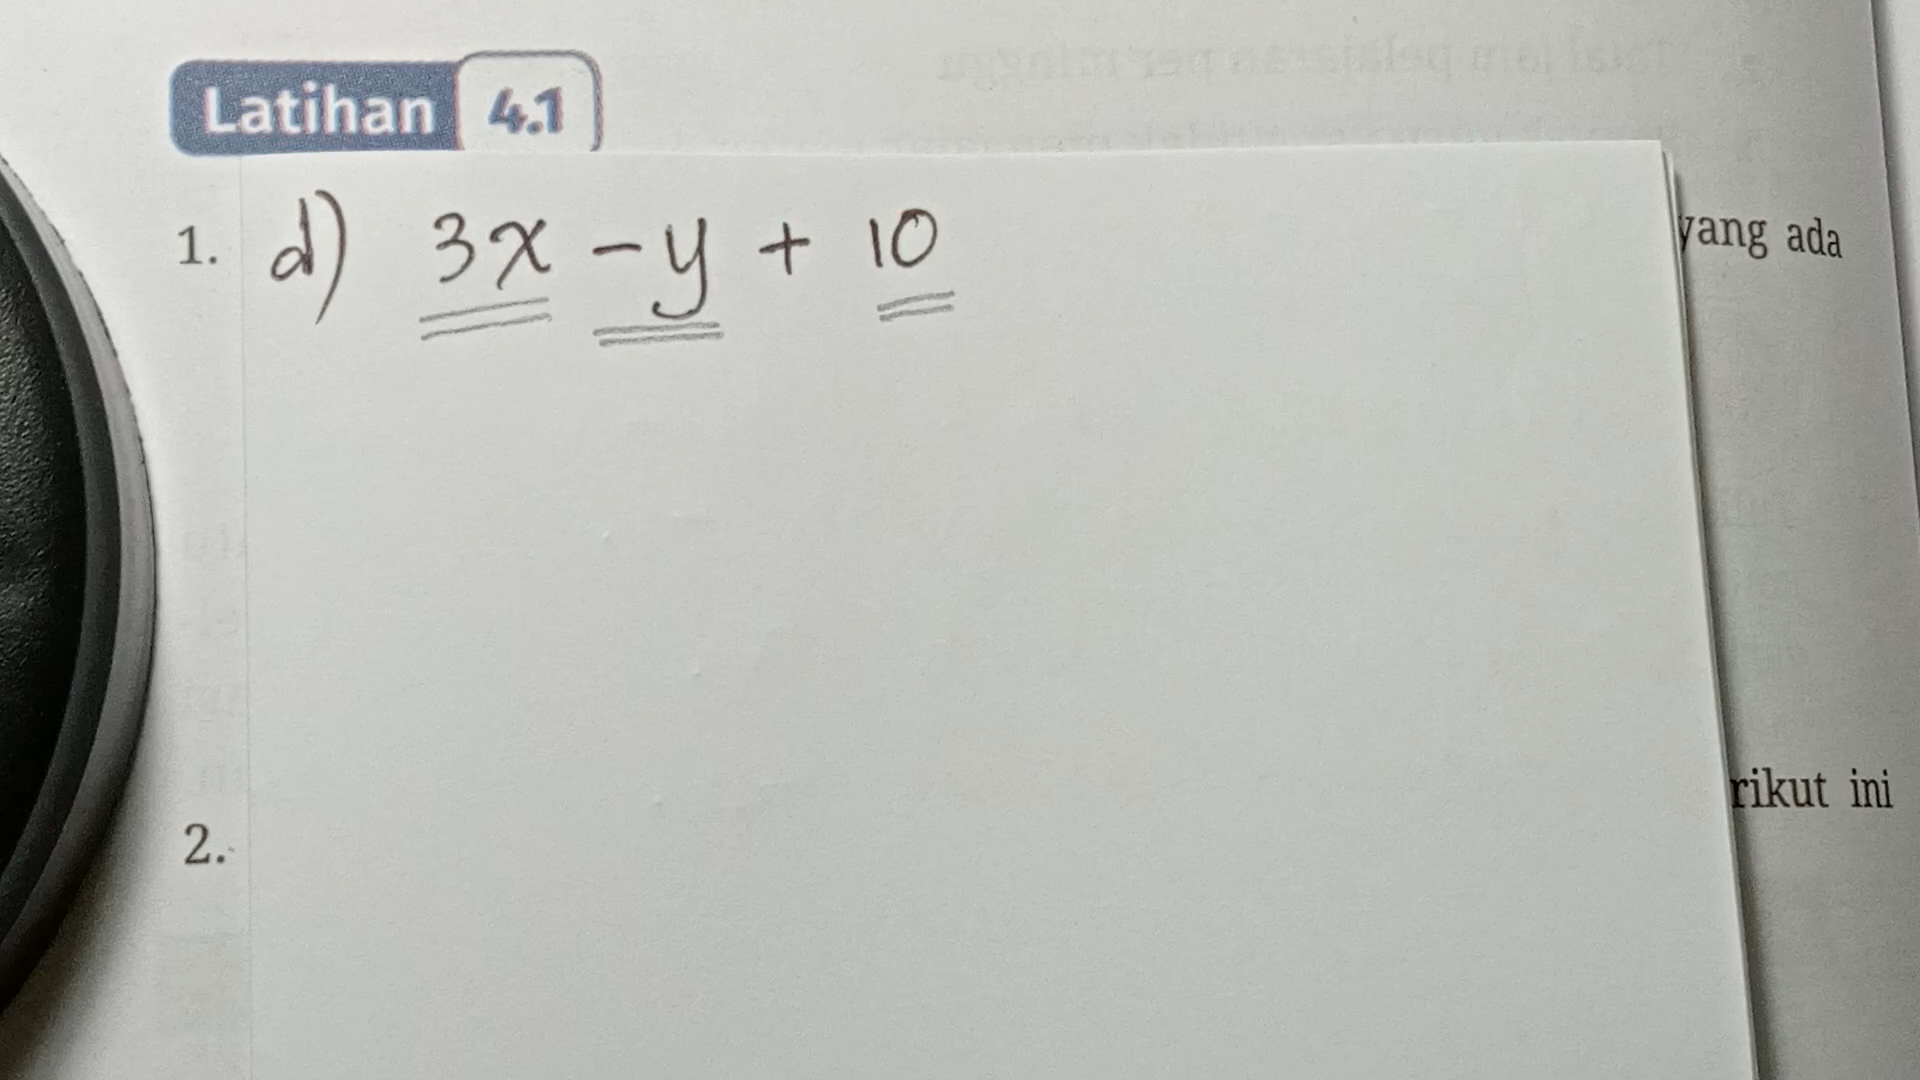 Latihan 4.1
1. d) 3x - y + 10 yang ada
rikut ini
2.